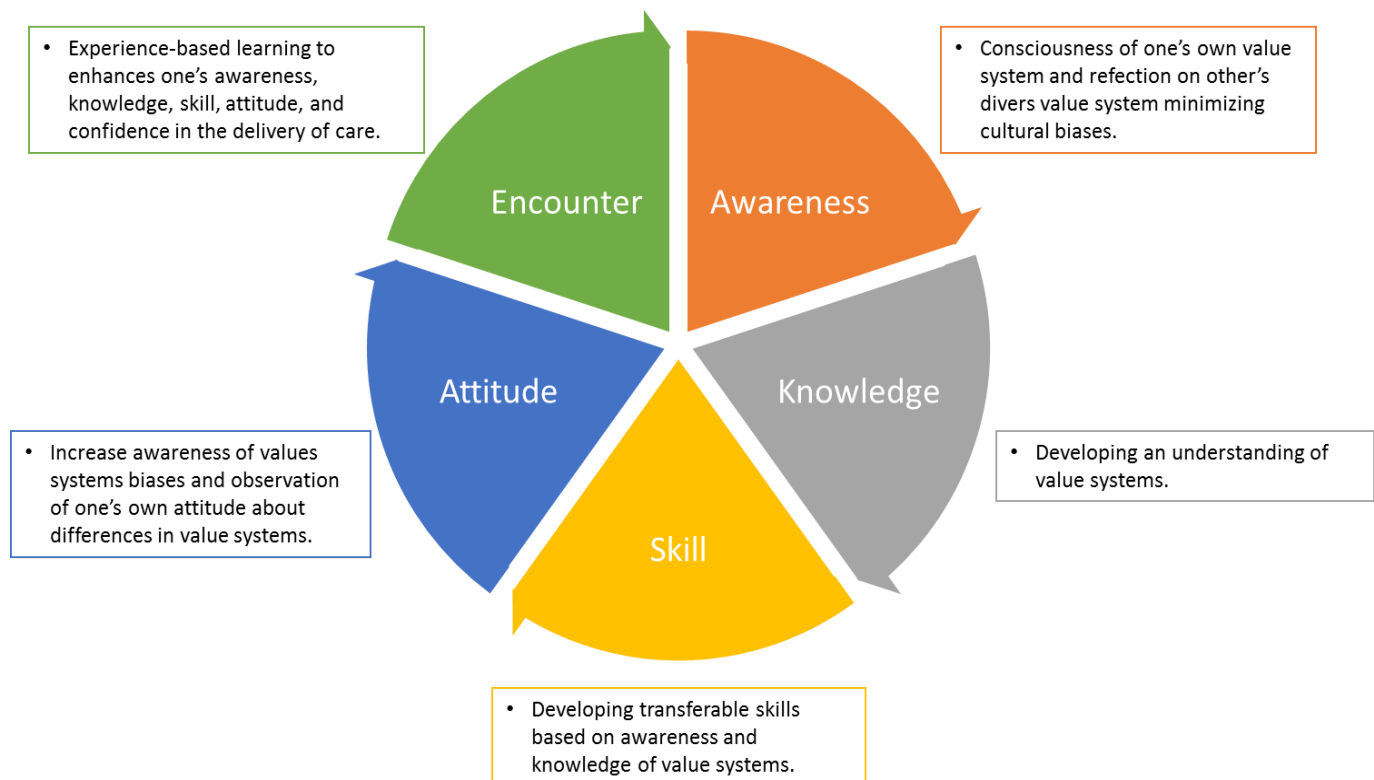 • Experience-based learning to
enhances one’s awareness,
knowledge, skill, attitude, and
confidence in the delivery of care.
• Consciousness of one’s own value
system and refection on other’s
divers value system minimizing
cultural biases.
Encounter
Awareness
Attitude
Knowledge
• Increase awareness of values
systems biases and observation
of one’s own attitude about
differences in value systems.
• Developing an understanding of
value systems.
Skill
• Developing transferable skills
based on awareness and
knowledge of value systems.